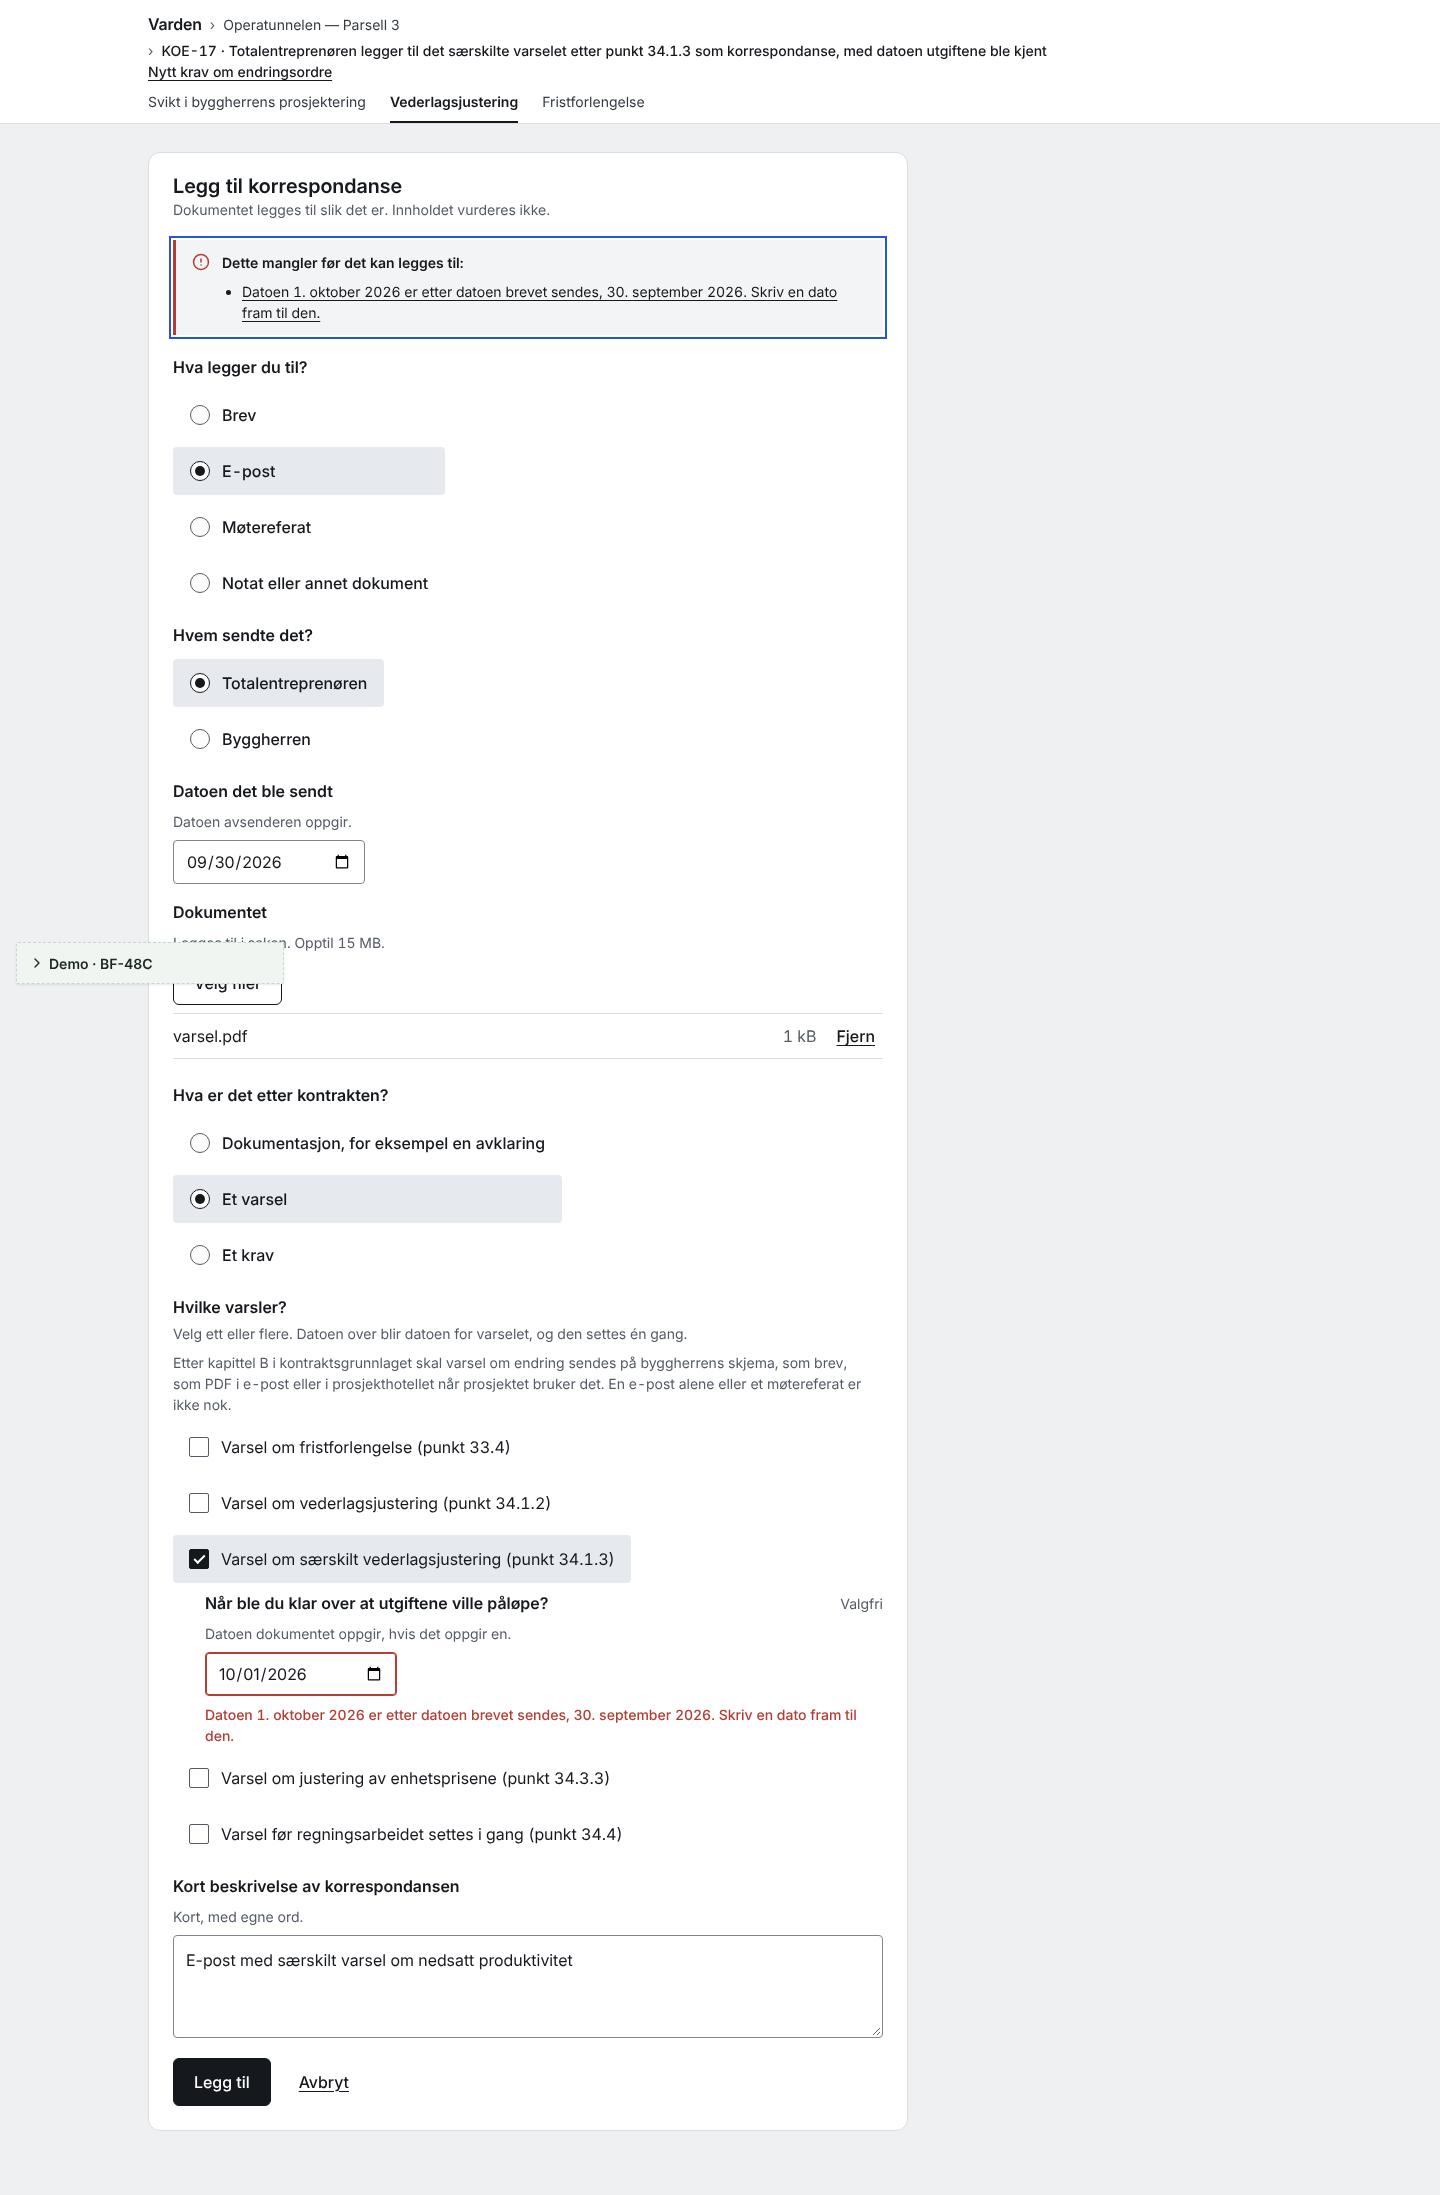 Varden › Operatunnelen — Parsell 3
› KOE-17 · Totalentreprenøren legger til det særskilte varselet etter punkt 34.1.3 som korrespondanse, med datoen utgiftene ble kjent
Nytt krav om endringsordre
Svikt i byggherrens prosjektering Vederlagsjustering Fristforlengelse
Legg til korrespondanse
Dokumentet legges til slik det er. Innholdet vurderes ikke.
Dette mangler før det kan legges til:
• Datoen 1. oktober 2026 er etter datoen brevet sendes, 30. september 2026. Skriv en dato
fram til den.
Hva legger du til?
Brev
E-post
Møtereferat
Notat eller annet dokument
Hvem sendte det?
Totalentreprenøren
Byggherren
Datoen det ble sendt
Datoen avsenderen oppgir.
09/30/2026
Dokumentet
Opptil 15 MB.
Demo · BF-48C
varsel.pdf 1 kB Fjern
Hva er det etter kontrakten?
Dokumentasjon, for eksempel en avklaring
Et varsel
Et krav
Hvilke varsler?
Velg ett eller flere. Datoen over blir datoen for varselet, og den settes én gang.
Etter kapittel B i kontraktsgrunnlaget skal varsel om endring sendes på byggherrens skjema, som brev,
som PDF i e-post eller i prosjekthotellet når prosjektet bruker det. En e-post alene eller et møtereferat er
ikke nok.
Varsel om fristforlengelse (punkt 33.4)
Varsel om vederlagsjustering (punkt 34.1.2)
Varsel om særskilt vederlagsjustering (punkt 34.1.3)
Når ble du klar over at utgiftene ville påløpe? Valgfri
Datoen dokumentet oppgir, hvis det oppgir en.
10/01/2026
Datoen 1. oktober 2026 er etter datoen brevet sendes, 30. september 2026. Skriv en dato fram til
den.
Varsel om justering av enhetsprisene (punkt 34.3.3)
Varsel før regningsarbeidet settes i gang (punkt 34.4)
Kort beskrivelse av korrespondansen
Kort, med egne ord.
E-post med særskilt varsel om nedsatt produktivitet
Legg til Avbryt